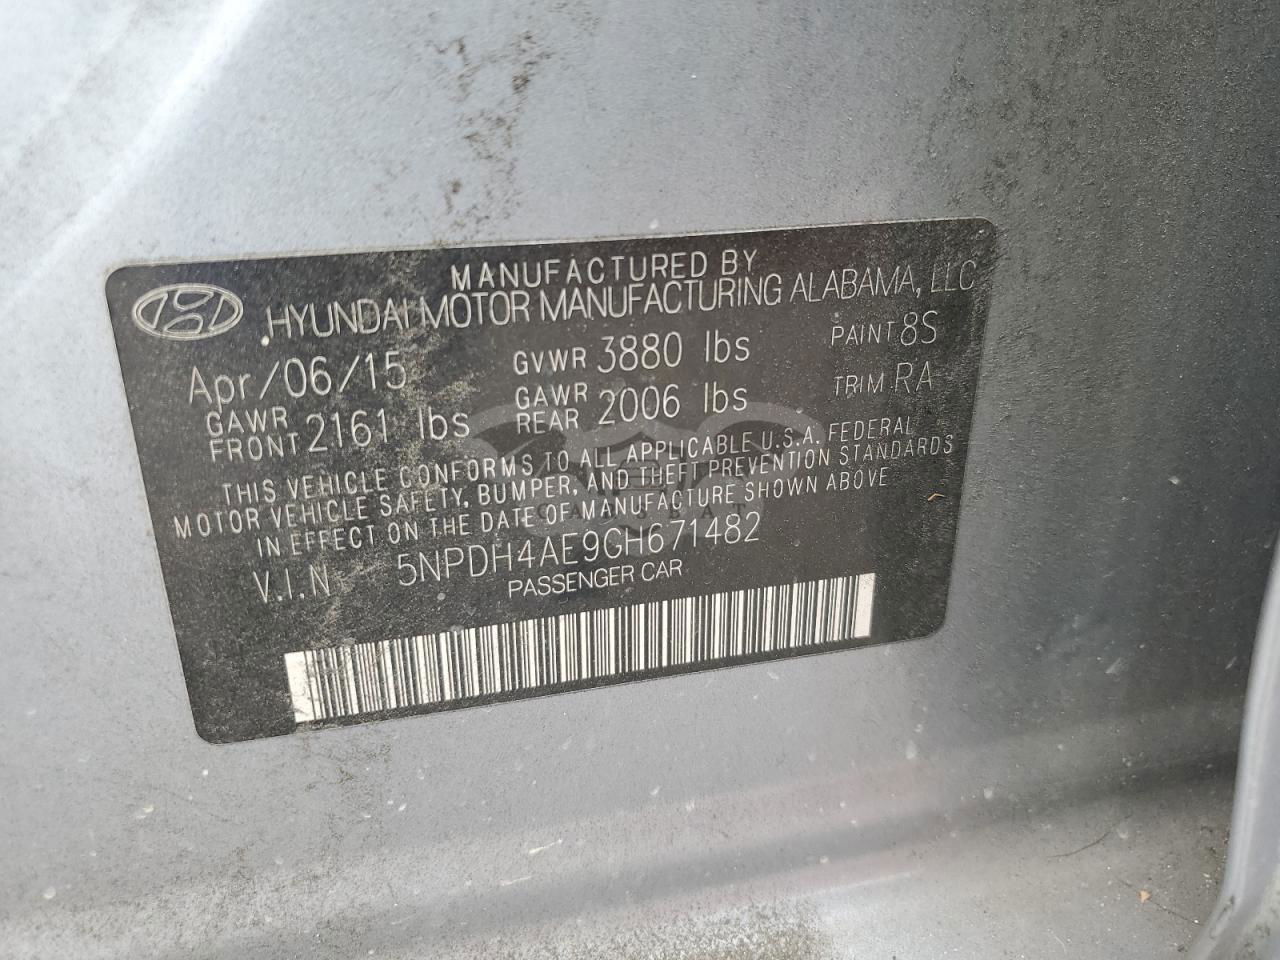 MANUFACTURED BY
HYUNDAI MOTOR MANUFACTURING ALABAMA, LLC
Apr/06/15 GVWR 3880 lbs PAINT 8S
GAWR FRONT 2161 lbs GAWR REAR 2006 lbs TRIM RA
THIS VEHICLE CONFORMS TO ALL APPLICABLE U.S.A. FEDERAL
MOTOR VEHICLE SAFETY, BUMPER, AND THEFT PREVENTION STANDARDS
IN EFFECT ON THE DATE OF MANUFACTURE SHOWN ABOVE
V.I.N 5NPDH4AE9GH671482
PASSENGER CAR